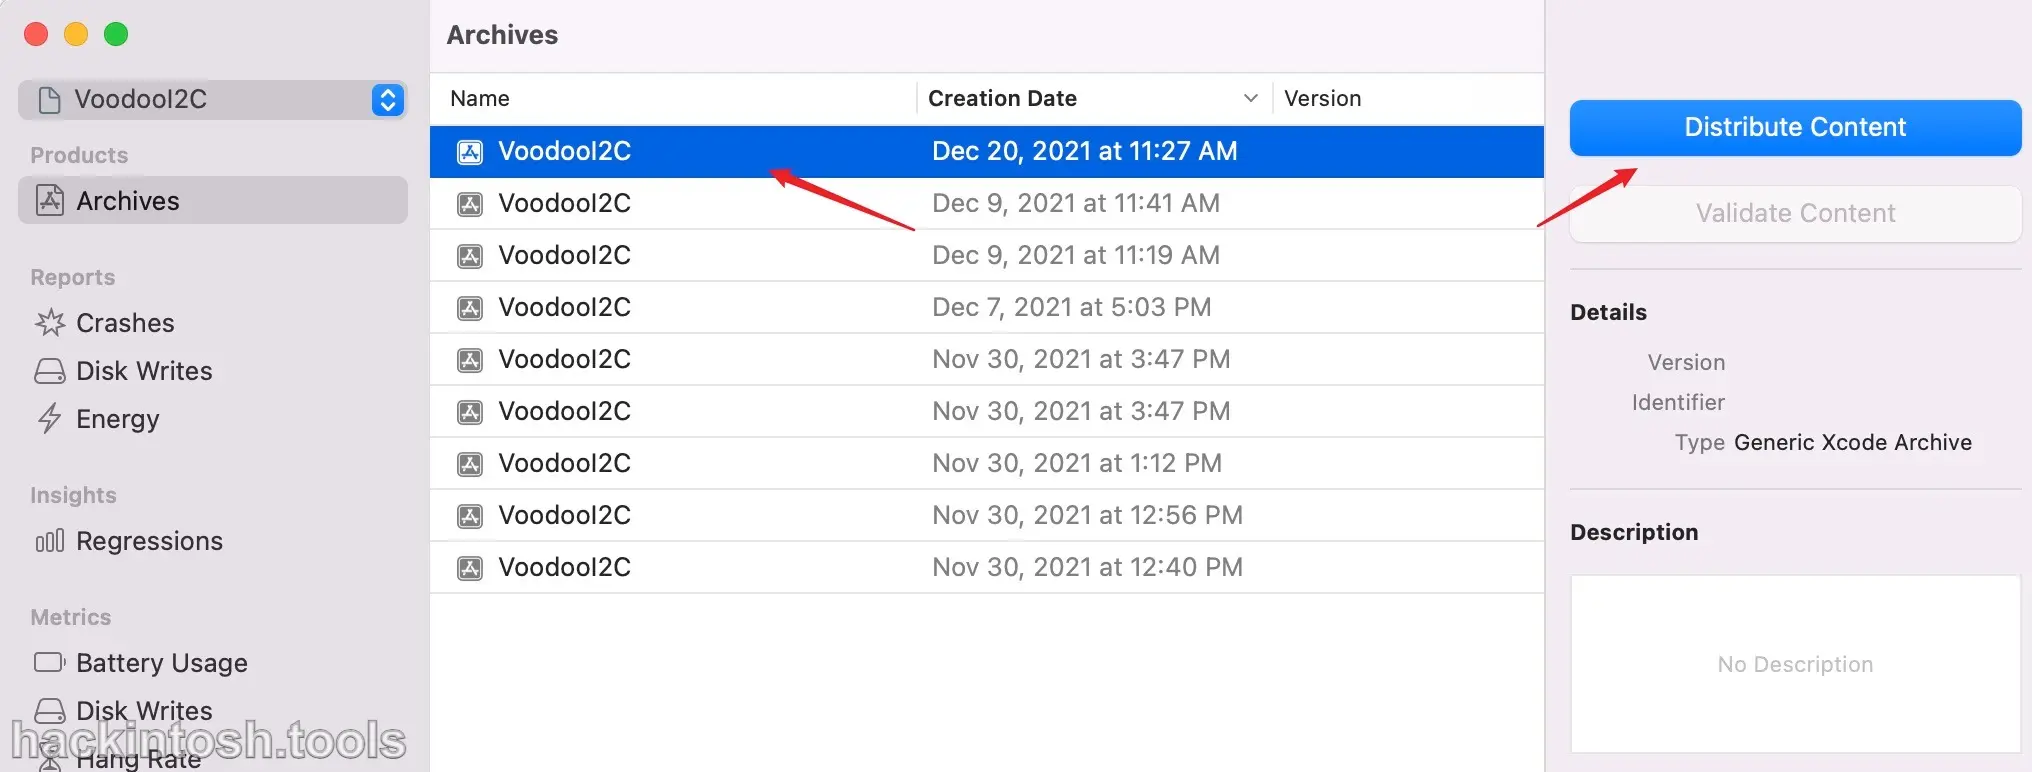 VoodooI2C
Products
Archives
Reports
Crashes
Disk Writes
Energy
Insights
Regressions
Metrics
Battery Usage
Disk Writes
Hang Rate
hackintosh.tools
Archives
Name Creation Date Version
VoodooI2C Dec 20, 2021 at 11:27 AM
VoodooI2C Dec 9, 2021 at 11:41 AM
VoodooI2C Dec 9, 2021 at 11:19 AM
VoodooI2C Dec 7, 2021 at 5:03 PM
VoodooI2C Nov 30, 2021 at 3:47 PM
VoodooI2C Nov 30, 2021 at 3:47 PM
VoodooI2C Nov 30, 2021 at 1:12 PM
VoodooI2C Nov 30, 2021 at 12:56 PM
VoodooI2C Nov 30, 2021 at 12:40 PM
Distribute Content
Validate Content
Details
Version
Identifier
Type Generic Xcode Archive
Description
No Description